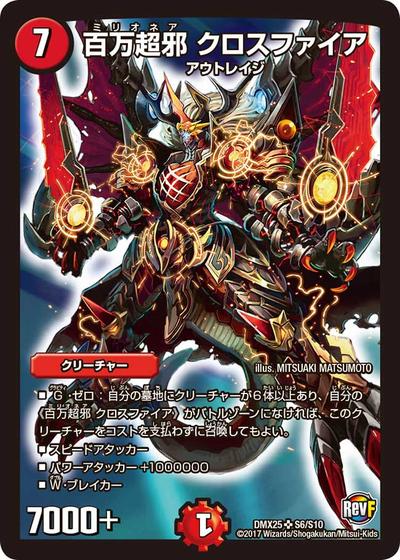 7
ミリオネア
百万超邪 クロスファイア
アウトレイジ
illus. MITSUAKI MATSUMOTO
クリーチャー
■ G・ゼロ：自分の墓地にクリーチャーが6体以上あり、自分の
《百万超邪 クロスファイア》がバトルゾーンになければ、このク
リーチャーをコストを支払わずに召喚してもよい。
■ スピードアタッカー
■ パワーアタッカー +1000000
■ W・ブレイカー
7000+
1
RevF
DMX25 S6/S10
©2017 Wizards/Shogakukan/Mitsui-Kids